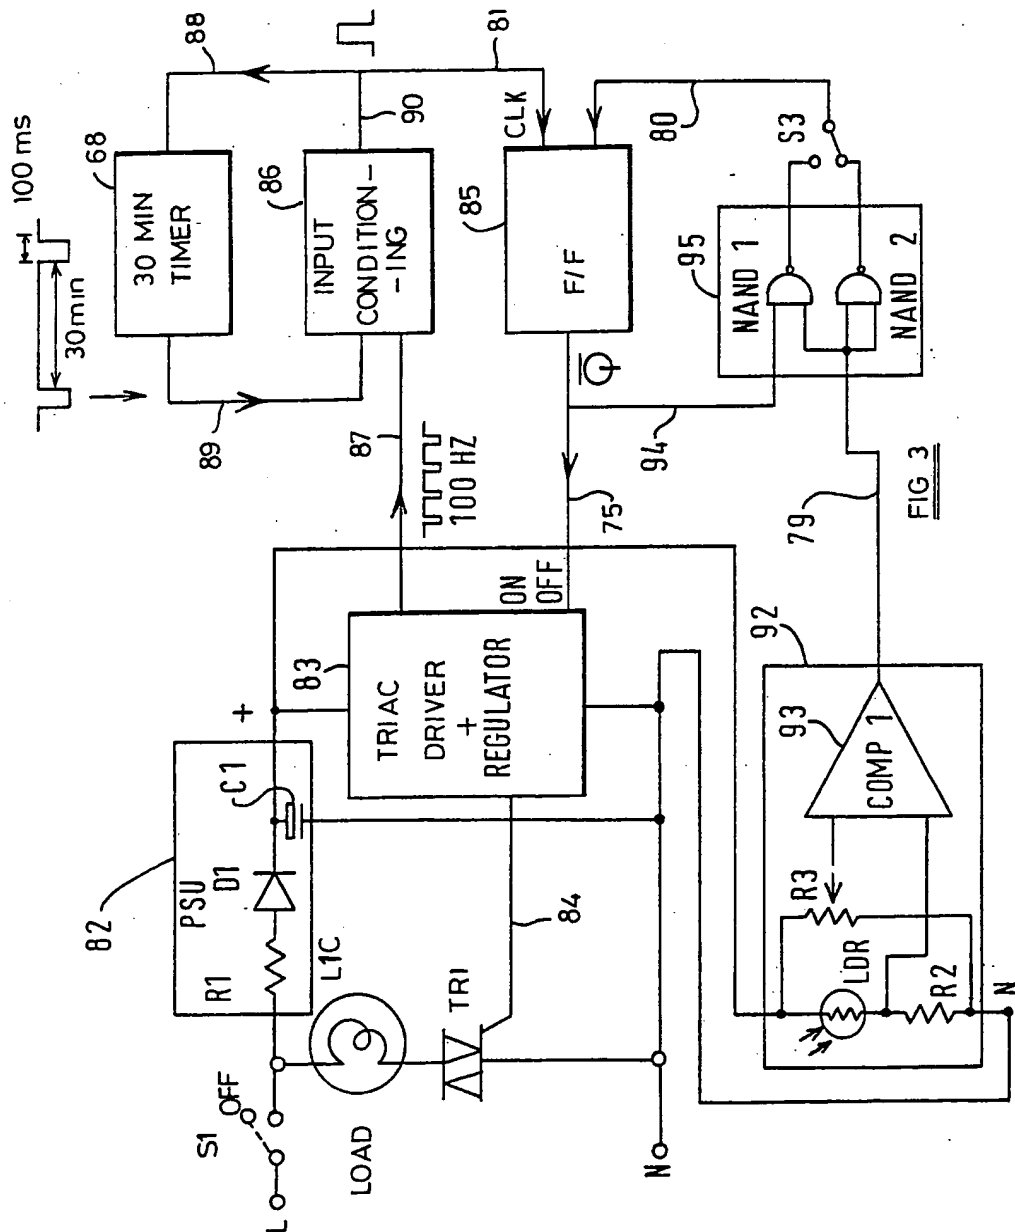 100 ms
30min
88
68
30 MIN
TIMER
89
86
INPUT
CONDITION-
-ING
90
87
100 HZ
81
CLK
85
F/F
Q
80
S3
75
94
95
NAND 1
NAND 2
79
FIG 3
82
PSU
R1
D1
C1
+
83
TRIAC
DRIVER
+
REGULATOR
ON
OFF
L1C
84
TRI
LOAD
S1
OFF
L
N
92
93
COMP 1
R3
LDR
R2
N